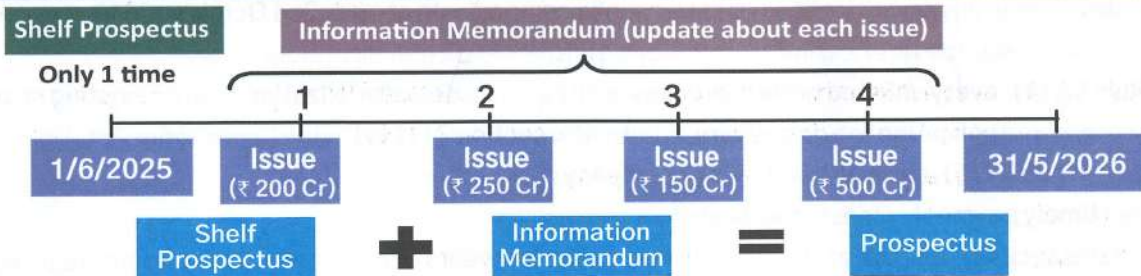 Shelf Prospectus
Information Memorandum (update about each issue)
Only 1 time
1
2
3
4
1/6/2025
Issue
(₹ 200 Cr)
Issue
(₹ 250 Cr)
Issue
(₹ 150 Cr)
Issue
(₹ 500 Cr)
31/5/2026
Shelf
Prospectus
+
Information
Memorandum
=
Prospectus